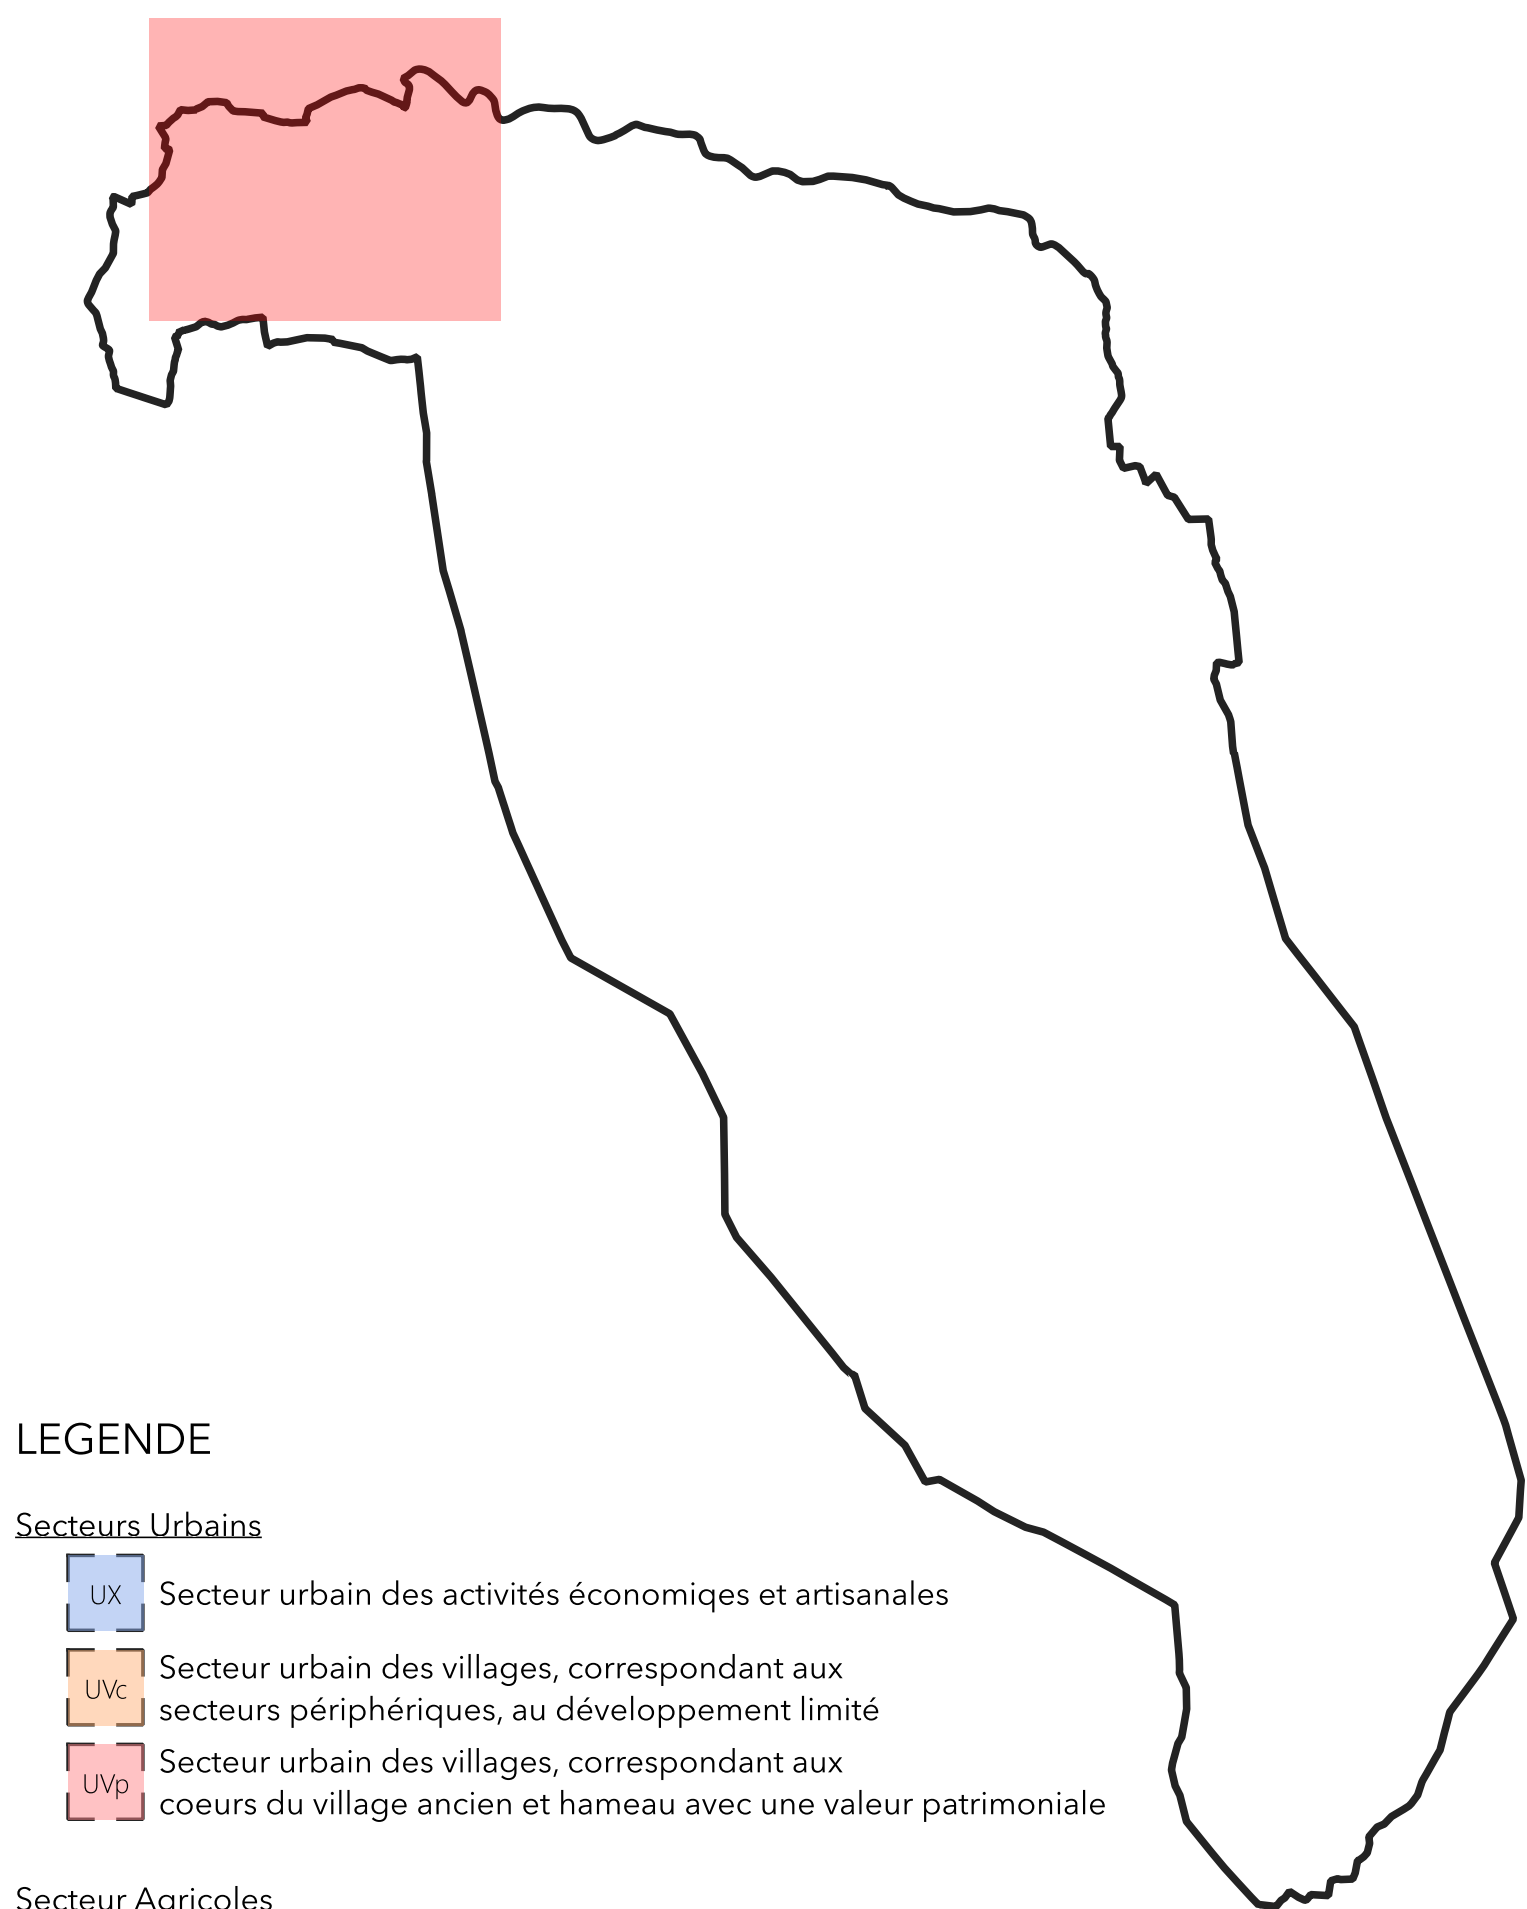 LEGENDE
Secteurs Urbains
UX
Secteur urbain des activités économiqes et artisanales
UVc
Secteur urbain des villages, correspondant aux
secteurs périphériques, au développement limité
UVp
Secteur urbain des villages, correspondant aux
coeurs du village ancien et hameau avec une valeur patrimoniale
Secteur Agricoles